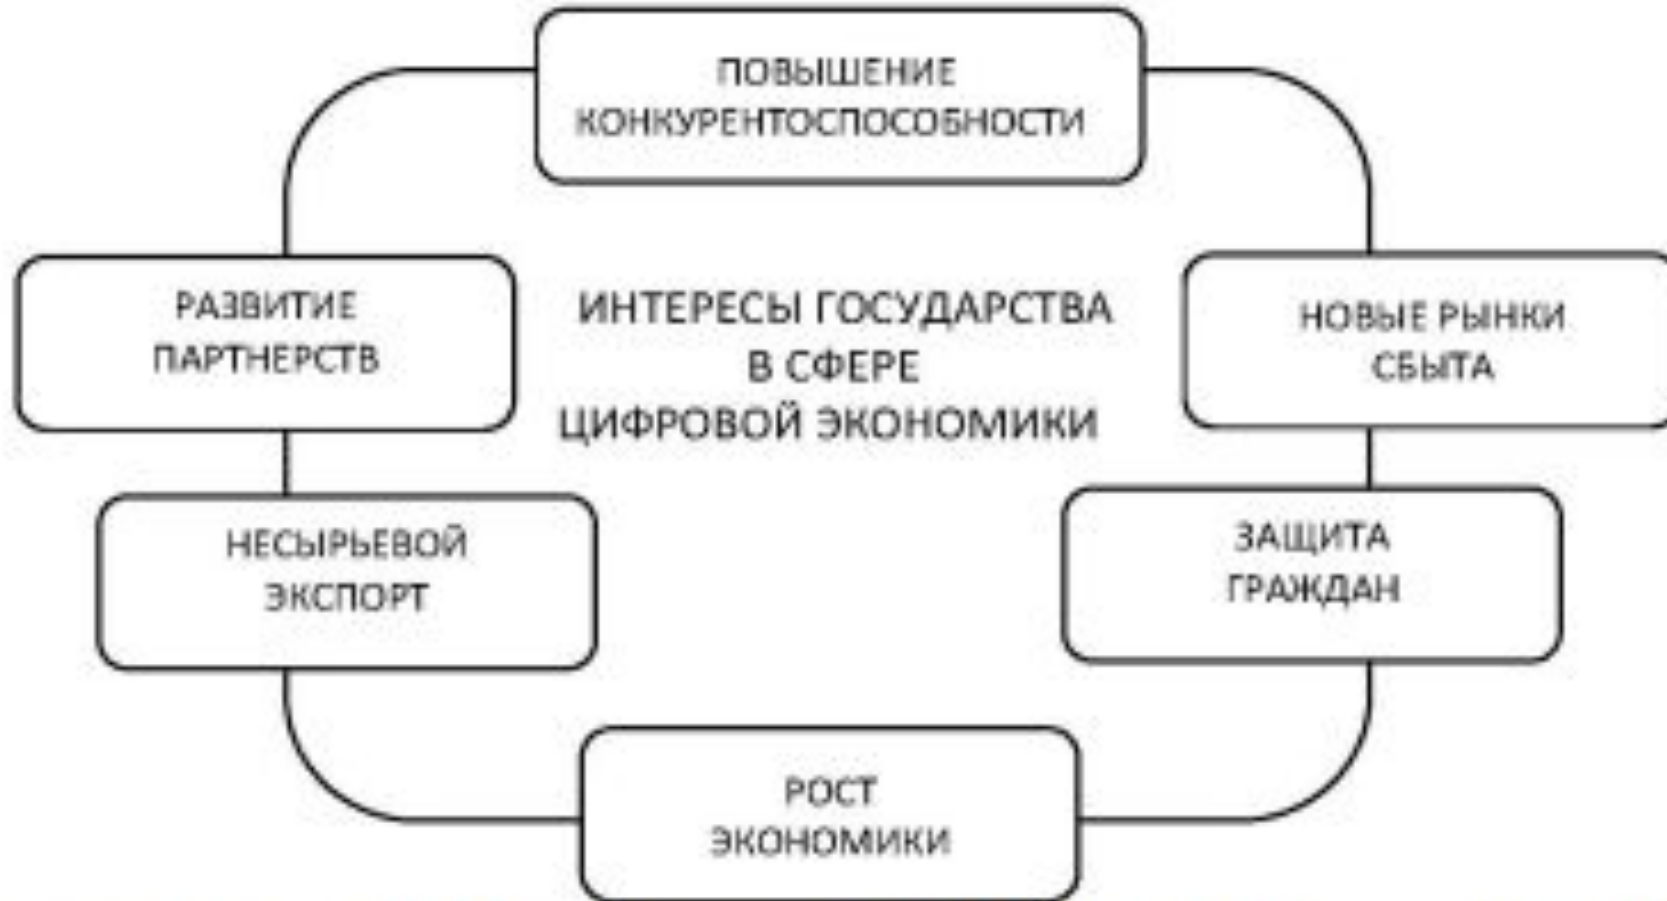 ПОВЫШЕНИЕ
КОНКУРЕНТОСПОСОБНОСТИ
РАЗВИТИЕ
ПАРТНЕРСТВ
ИНТЕРЕСЫ ГОСУДАРСТВА
В СФЕРЕ
ЦИФРОВОЙ ЭКОНОМИКИ
НОВЫЕ РЫНКИ
СБЫТА
НЕСЫРЬЕВОЙ
ЭКСПОРТ
ЗАЩИТА
ГРАЖДАН
РОСТ
ЭКОНОМИКИ